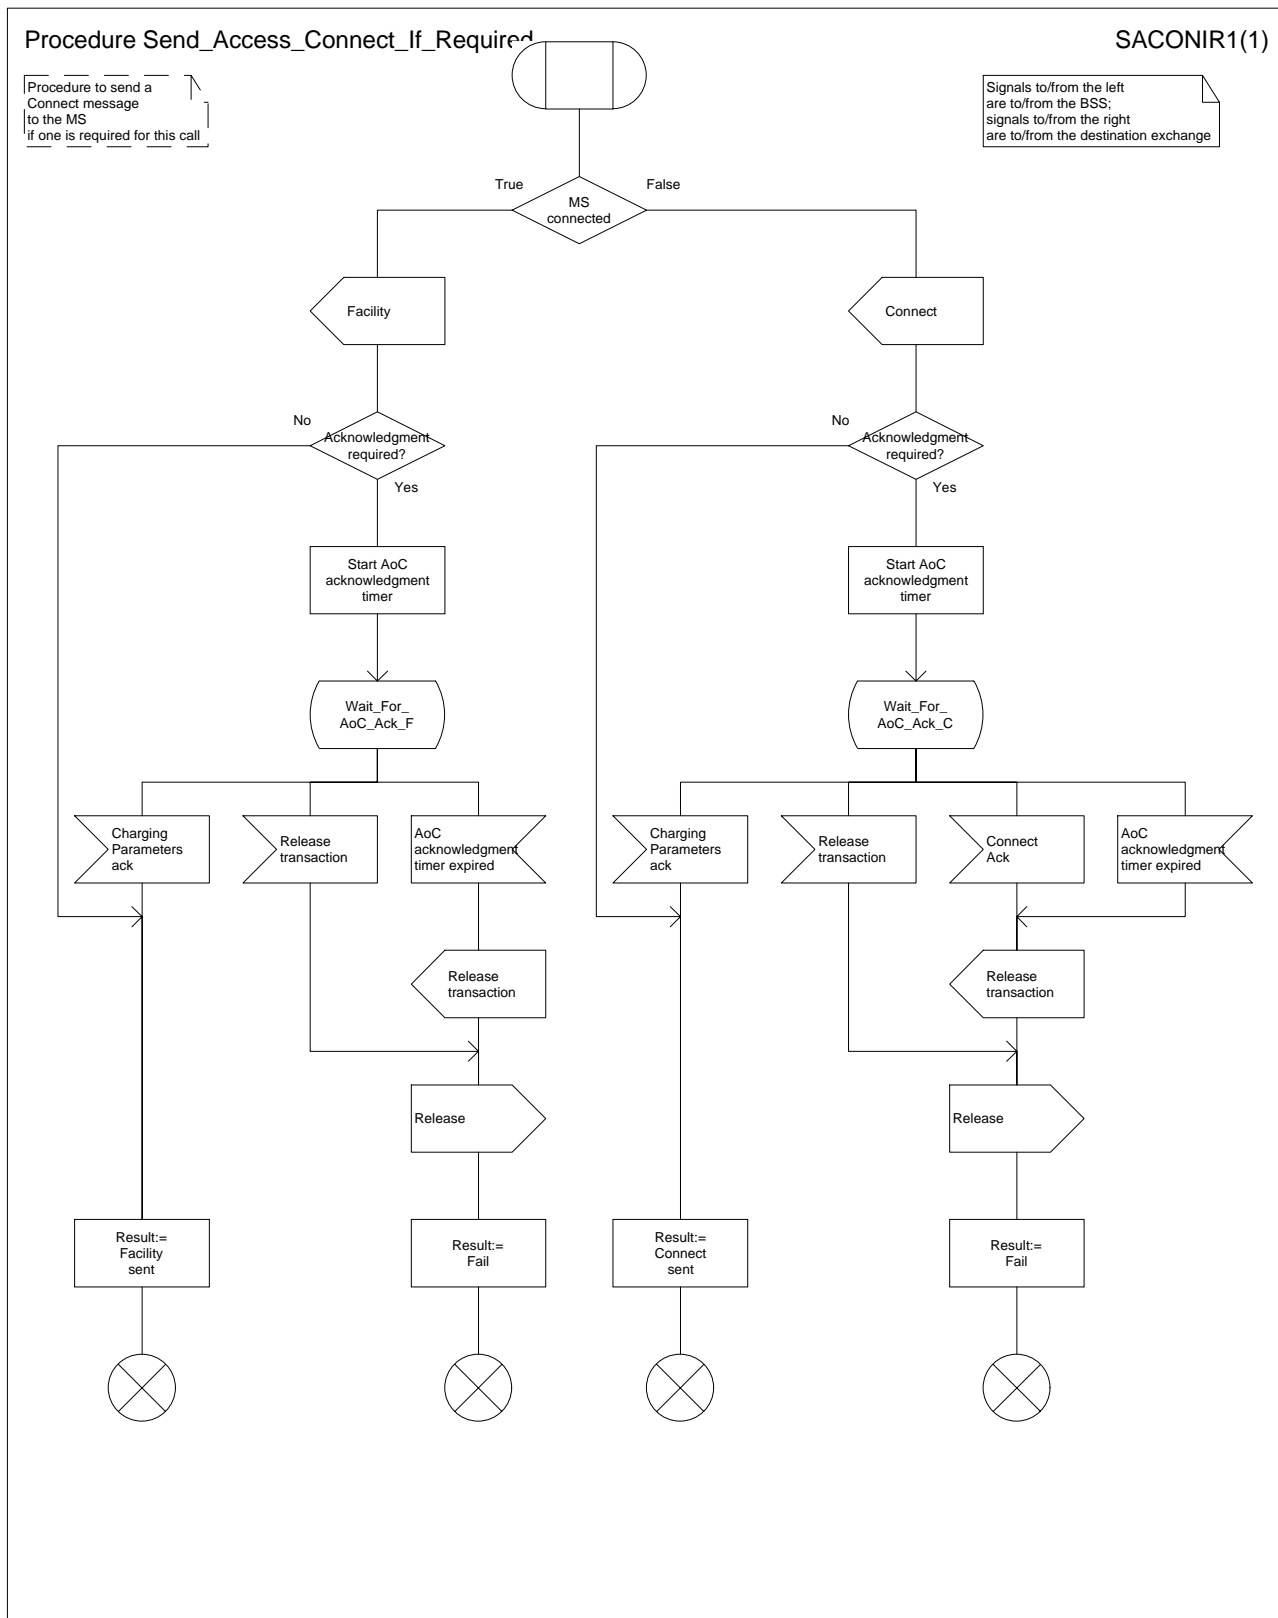 Procedure Send_Access_Connect_If_Required
SACONIR1(1)
Procedure to send a
Connect message
to the MS
if one is required for this call
Signals to/from the left
are to/from the BSS;
signals to/from the right
are to/from the destination exchange
True
False
MS
connected
Facility
Connect
No
Acknowledgment
required?
Yes
No
Acknowledgment
required?
Yes
Start AoC
acknowledgment
timer
Start AoC
acknowledgment
timer
Wait_For_
AoC_Ack_F
Wait_For_
AoC_Ack_C
Charging
Parameters
ack
Release
transaction
AoC
acknowledgment
timer expired
Charging
Parameters
ack
Release
transaction
Connect
Ack
AoC
acknowledgment
timer expired
Release
transaction
Release
transaction
Release
Release
Result:=
Facility
sent
Result:=
Fail
Result:=
Connect
sent
Result:=
Fail